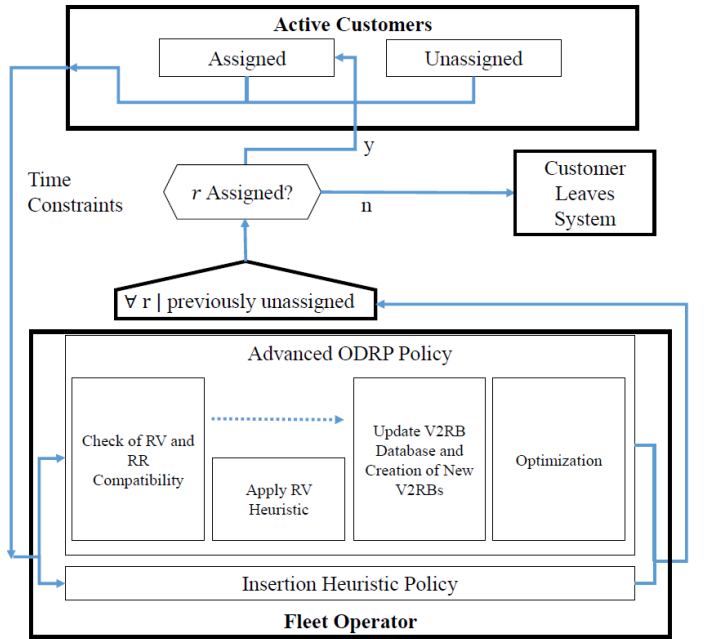 Active Customers
Assigned
Unassigned
y
Time
Constraints
r Assigned?
n
Customer
Leaves
System
∀ r | previously unassigned
Advanced ODRP Policy
Check of RV and
RR
Compatibility
Apply RV
Heuristic
Update V2RB
Database and
Creation of New
V2RBs
Optimization
Insertion Heuristic Policy
Fleet Operator